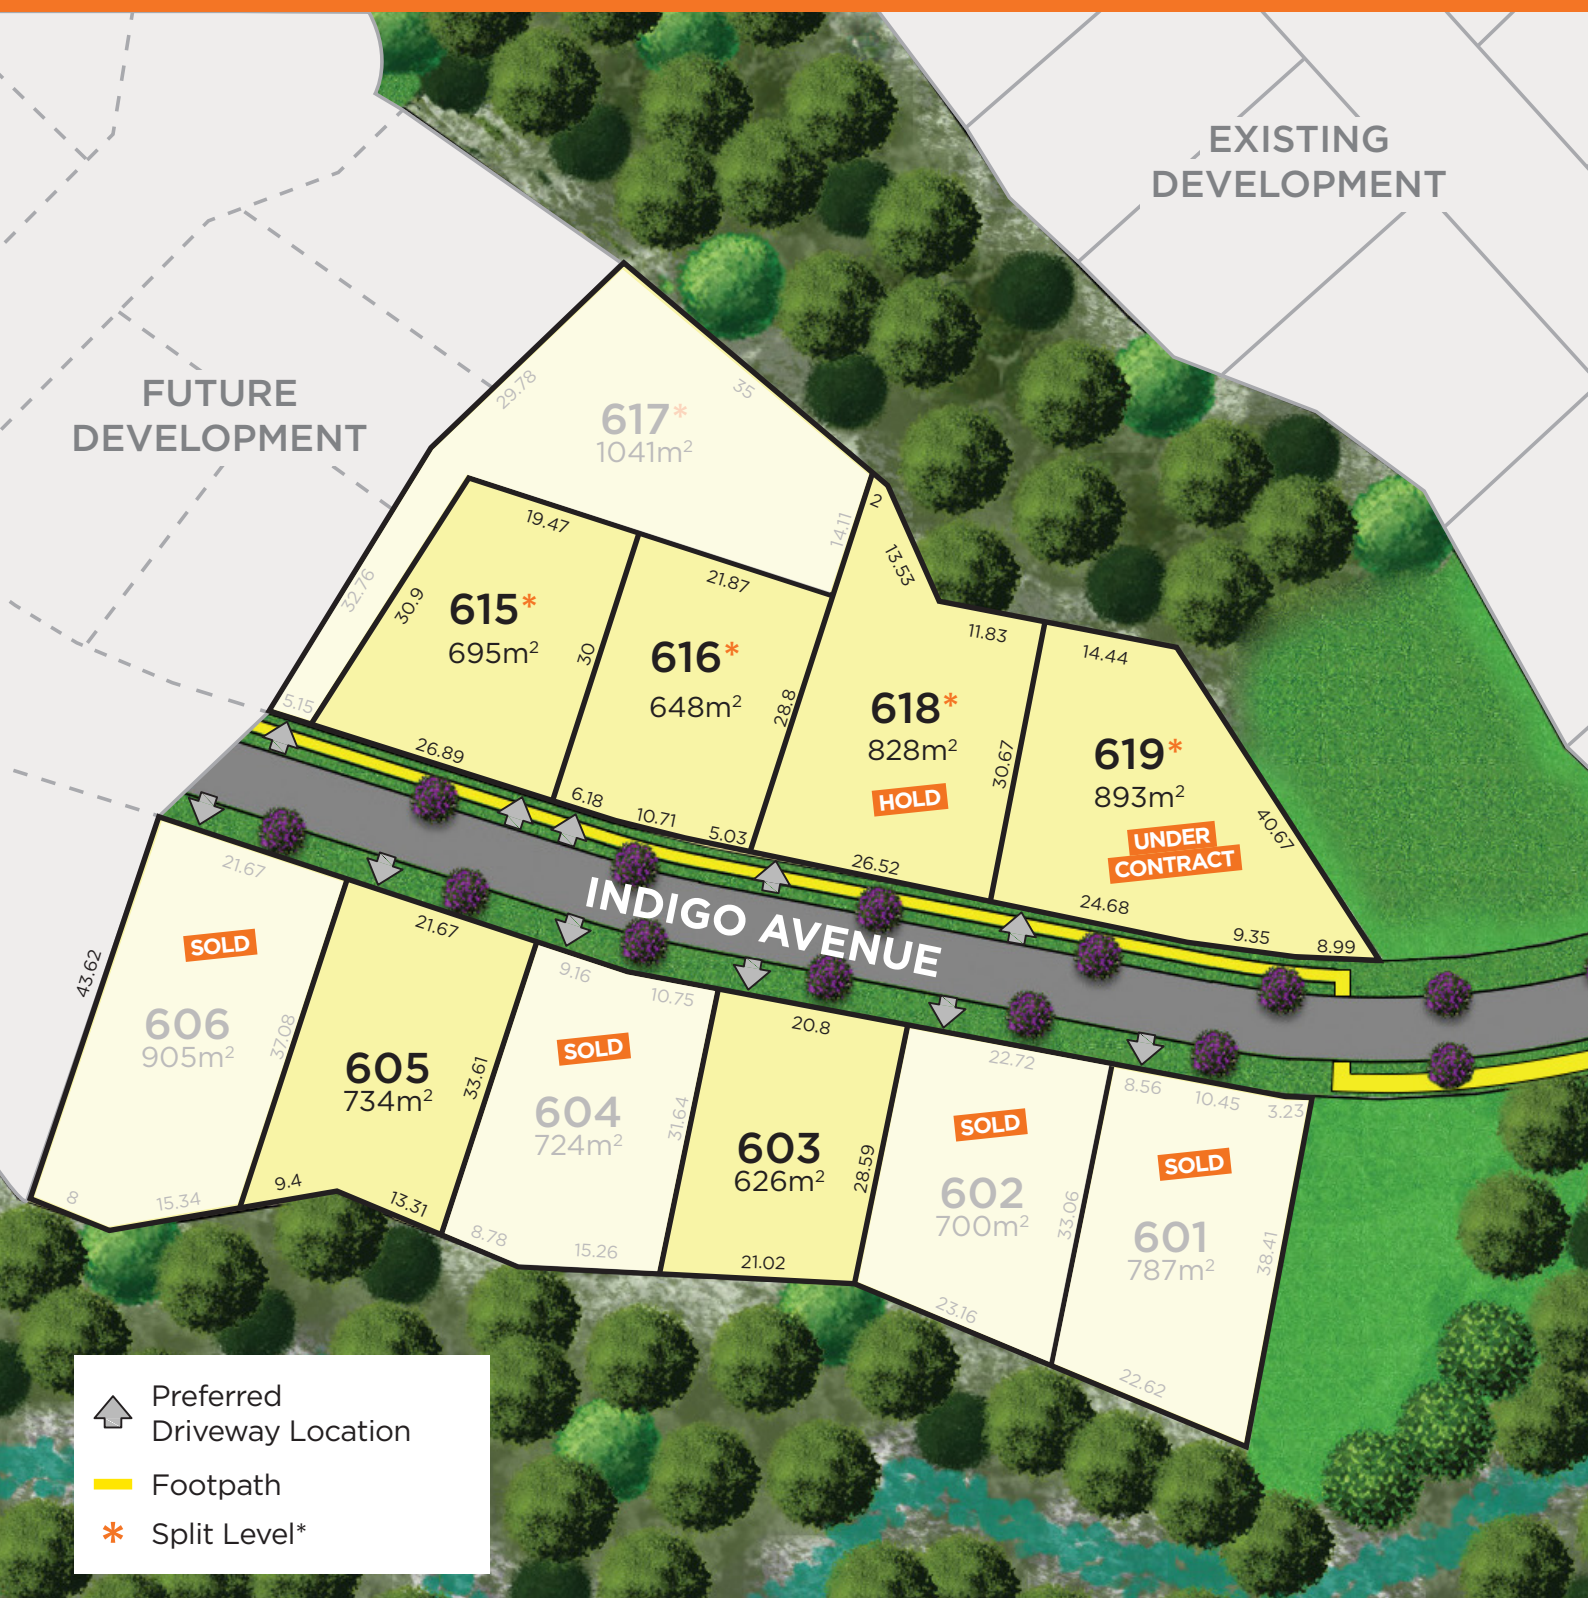 EXISTING
DEVELOPMENT
FUTURE
DEVELOPMENT
29.78
35
617*
1041m²
14.11
32.76
5.15
19.47
615*
695m²
30.9
30
26.89
21.87
616*
648m²
28.8
6.18
10.71
5.03
2
13.53
11.83
618*
828m²
HOLD
30.67
26.52
14.44
619*
893m²
UNDER
CONTRACT
40.67
24.68
9.35
8.99
INDIGO AVENUE
21.67
SOLD
43.62
606
905m²
37.08
8
15.34
21.67
605
734m²
33.61
9.4
13.31
9.16
10.75
SOLD
604
724m²
31.64
8.78
15.26
20.8
603
626m²
28.59
21.02
22.72
SOLD
602
700m²
33.06
23.16
8.56
10.45
3.23
SOLD
601
787m²
38.41
22.62
Preferred
Driveway Location
Footpath
* Split Level*